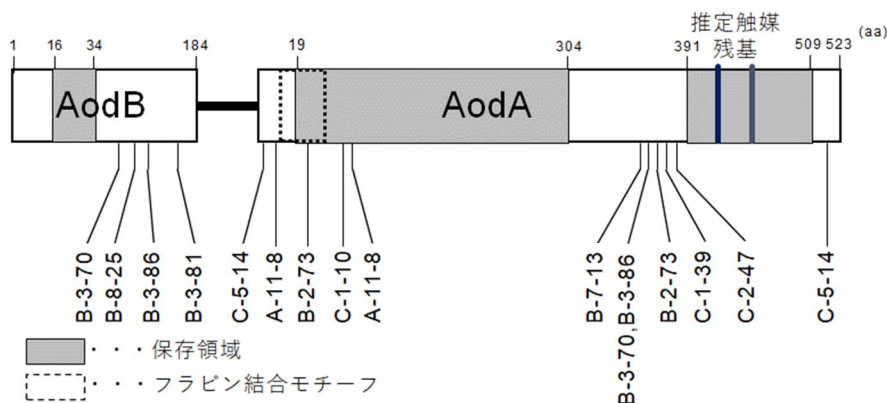 推定触媒
残基
1 16 34 184 19 304 391 509 523 (aa)
AodB
AodA
B-3-70
B-8-25
B-3-86
B-3-81
C-5-14
A-11-8
B-2-73
C-1-10
A-11-8
B-7-13
B-3-70,B-3-86
B-2-73
C-1-39
C-2-47
C-5-14
・・・保存領域
・・・フラビン結合モチーフ